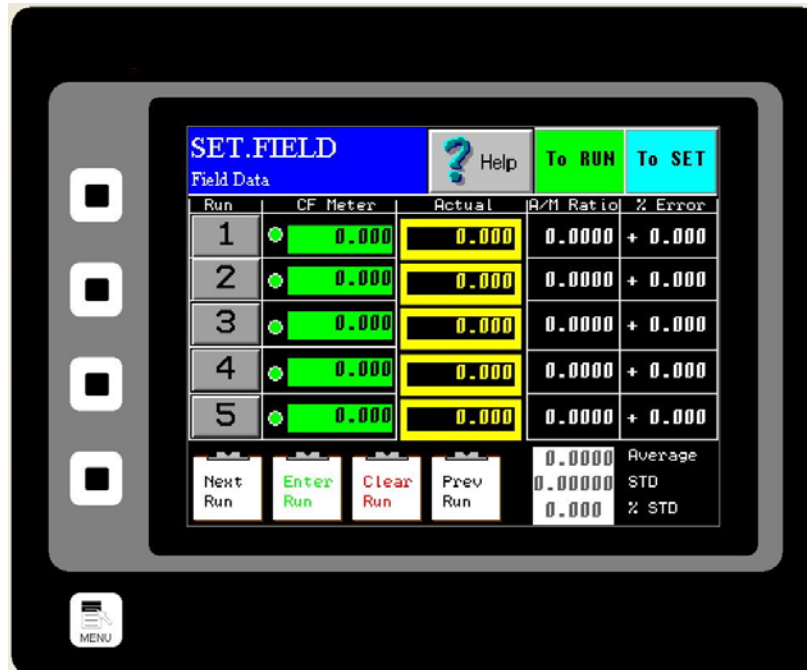 SET.FIELD
Field Data
? Help
To RUN
To SET
Run CF Meter Actual A/M Ratio % Error
1 0.000 0.000 0.0000 + 0.000
2 0.000 0.000 0.0000 + 0.000
3 0.000 0.000 0.0000 + 0.000
4 0.000 0.000 0.0000 + 0.000
5 0.000 0.000 0.0000 + 0.000
Next
Run
Enter
Run
Clear
Run
Prev
Run
0.0000 Average
0.00000 STD
0.000 % STD
MENU